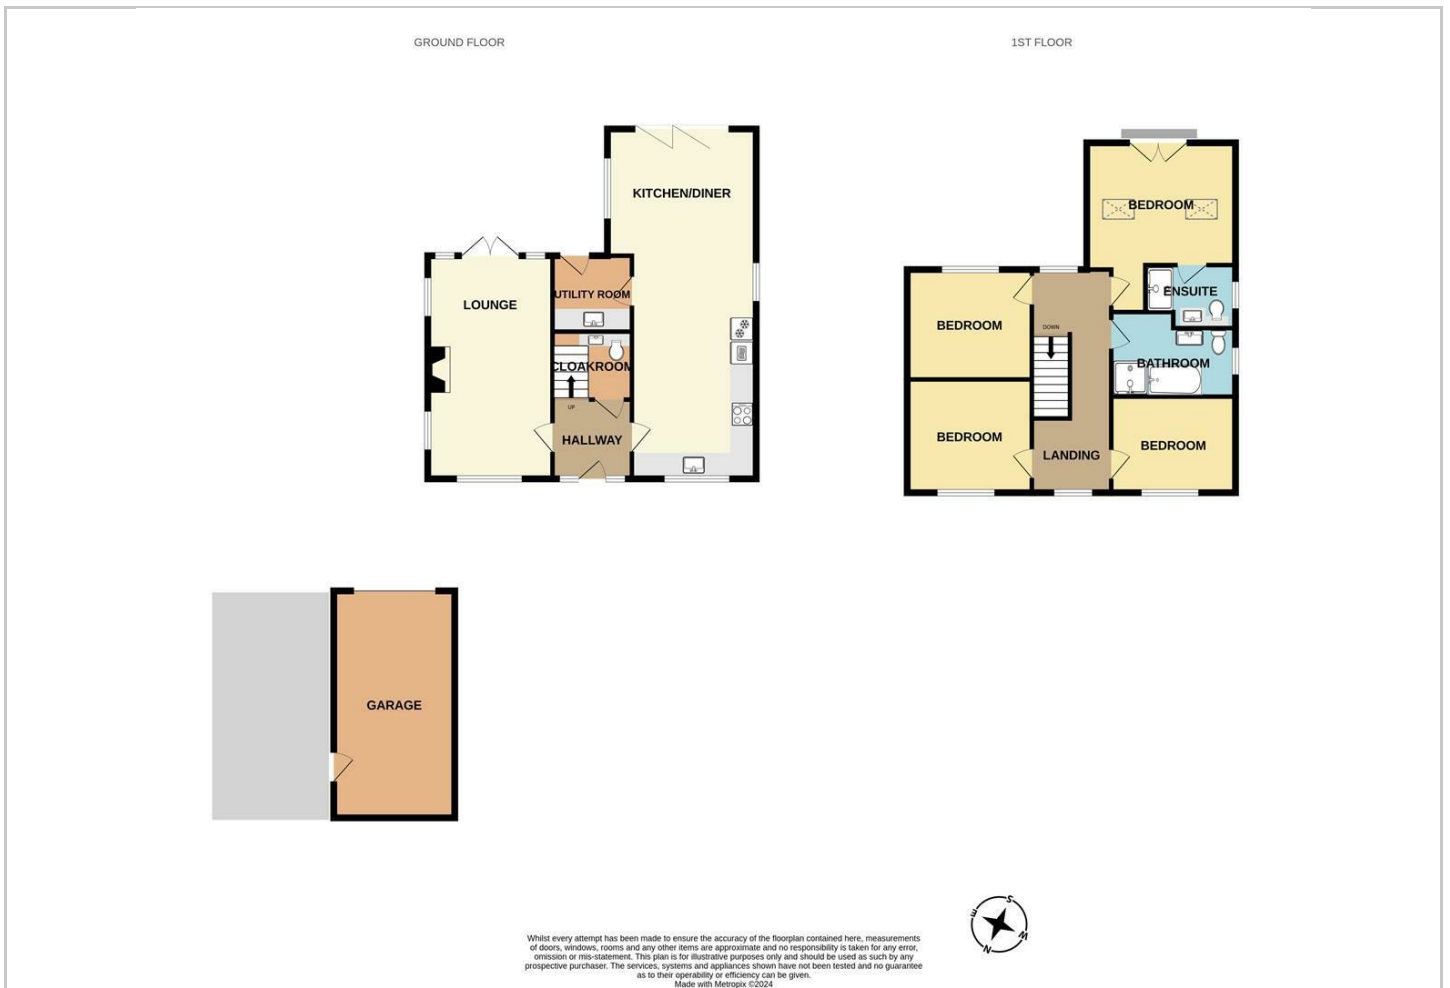 GROUND FLOOR
1ST FLOOR
KITCHEN/DINER
LOUNGE
UTILITY ROOM
CLOAKROOM
UP
HALLWAY
BEDROOM
ENSUITE
BEDROOM
DOWN
BATHROOM
BEDROOM
BEDROOM
LANDING
GARAGE
S
E
W
N
Whilst every attempt has been made to ensure the accuracy of the floorplan contained here, measurements
of doors, windows, rooms and any other items are approximate and no responsibility is taken for any error,
omission or mis-statement. This plan is for illustrative purposes only and should be used as such by any
prospective purchaser. The services, systems and appliances shown have not been tested and no guarantee
as to their operability or efficiency can be given.
Made with Metropix ©2024